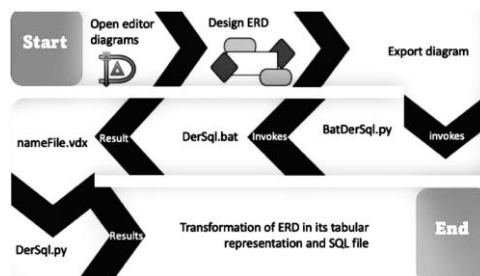 Start
Open editor
diagrams
Design ERD
Export diagram
invokes
BatDerSql.py
Invokes
DerSql.bat
Result
nameFile.vdx
DerSql.py
Results
Transformation of ERD in its tabular
representation and SQL file
End